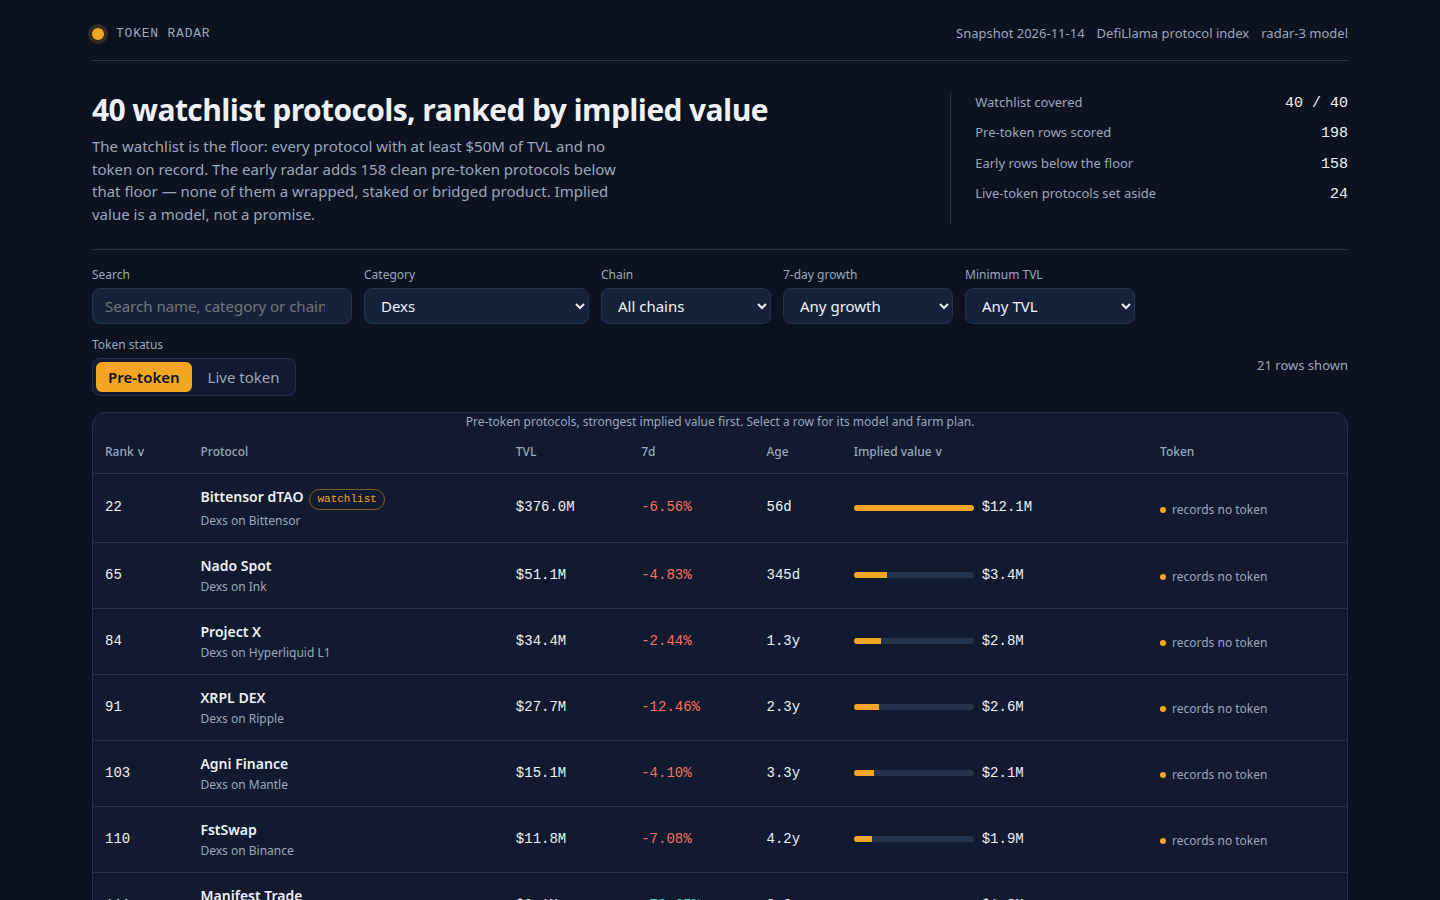 TOKEN RADAR
Snapshot 2026-11-14 DefiLlama protocol index radar-3 model
40 watchlist protocols, ranked by implied value
The watchlist is the floor: every protocol with at least $50M of TVL and no
token on record. The early radar adds 158 clean pre-token protocols below
that floor — none of them a wrapped, staked or bridged product. Implied
value is a model, not a promise.
Watchlist covered 40 / 40
Pre-token rows scored 198
Early rows below the floor 158
Live-token protocols set aside 24
Search Category Chain 7-day growth Minimum TVL
Search name, category or chain Dexs All chains Any growth Any TVL
Token status
Pre-token Live token
21 rows shown
Pre-token protocols, strongest implied value first. Select a row for its model and farm plan.
Rank v Protocol TVL 7d Age Implied value v Token
22 Bittensor dTAO watchlist $376.0M -6.56% 56d $12.1M records no token
Dexs on Bittensor
65 Nado Spot $51.1M -4.83% 345d $3.4M records no token
Dexs on Ink
84 Project X $34.4M -2.44% 1.3y $2.8M records no token
Dexs on Hyperliquid L1
91 XRPL DEX $27.7M -12.46% 2.3y $2.6M records no token
Dexs on Ripple
103 Agni Finance $15.1M -4.10% 3.3y $2.1M records no token
Dexs on Mantle
110 FstSwap $11.8M -7.08% 4.2y $1.9M records no token
Dexs on Binance
Manifest Trade